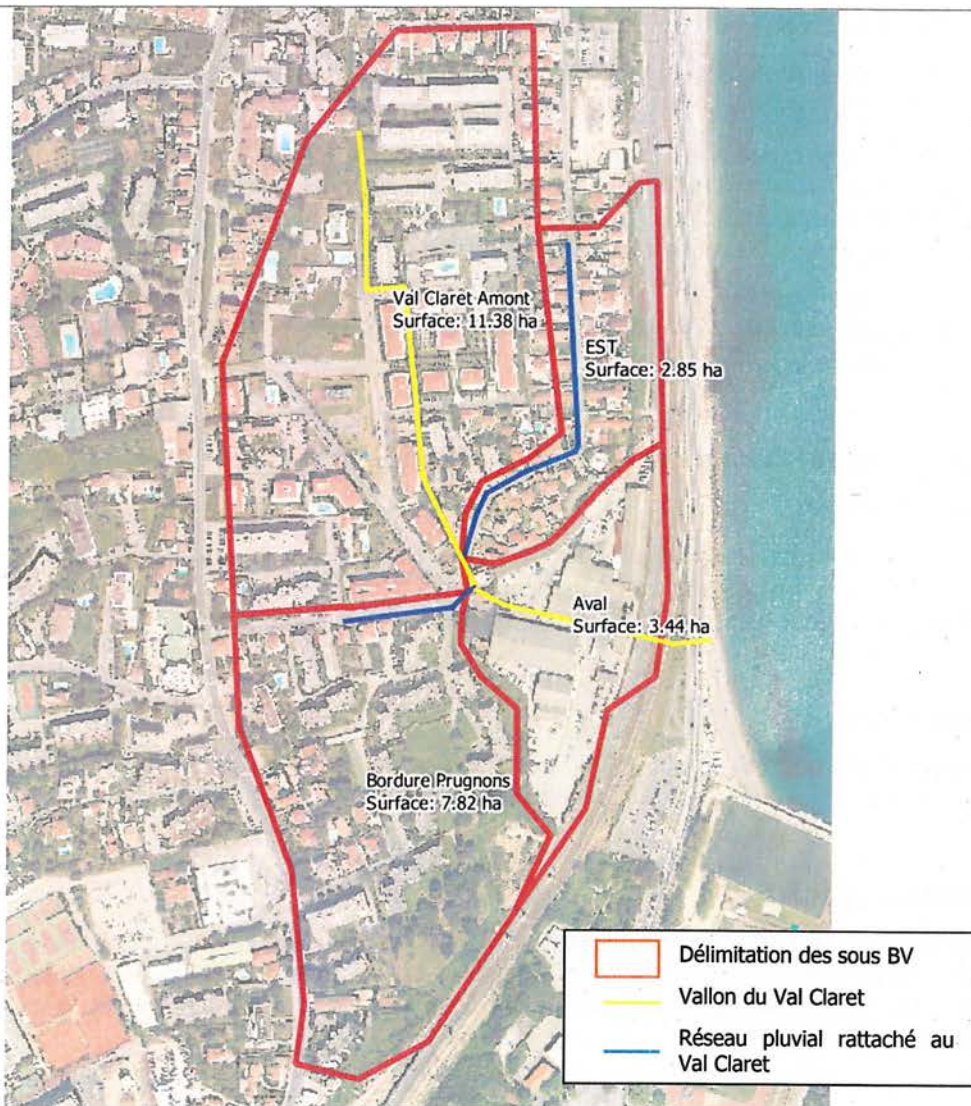 Val Claret Amont
Surface: 11.38 ha
EST
Surface: 2.85 ha
Aval
Surface: 3.44 ha
Bordure Prugnons
Surface: 7.82 ha
Délimitation des sous BV
Vallon du Val Claret
Réseau pluvial rattaché au
Val Claret